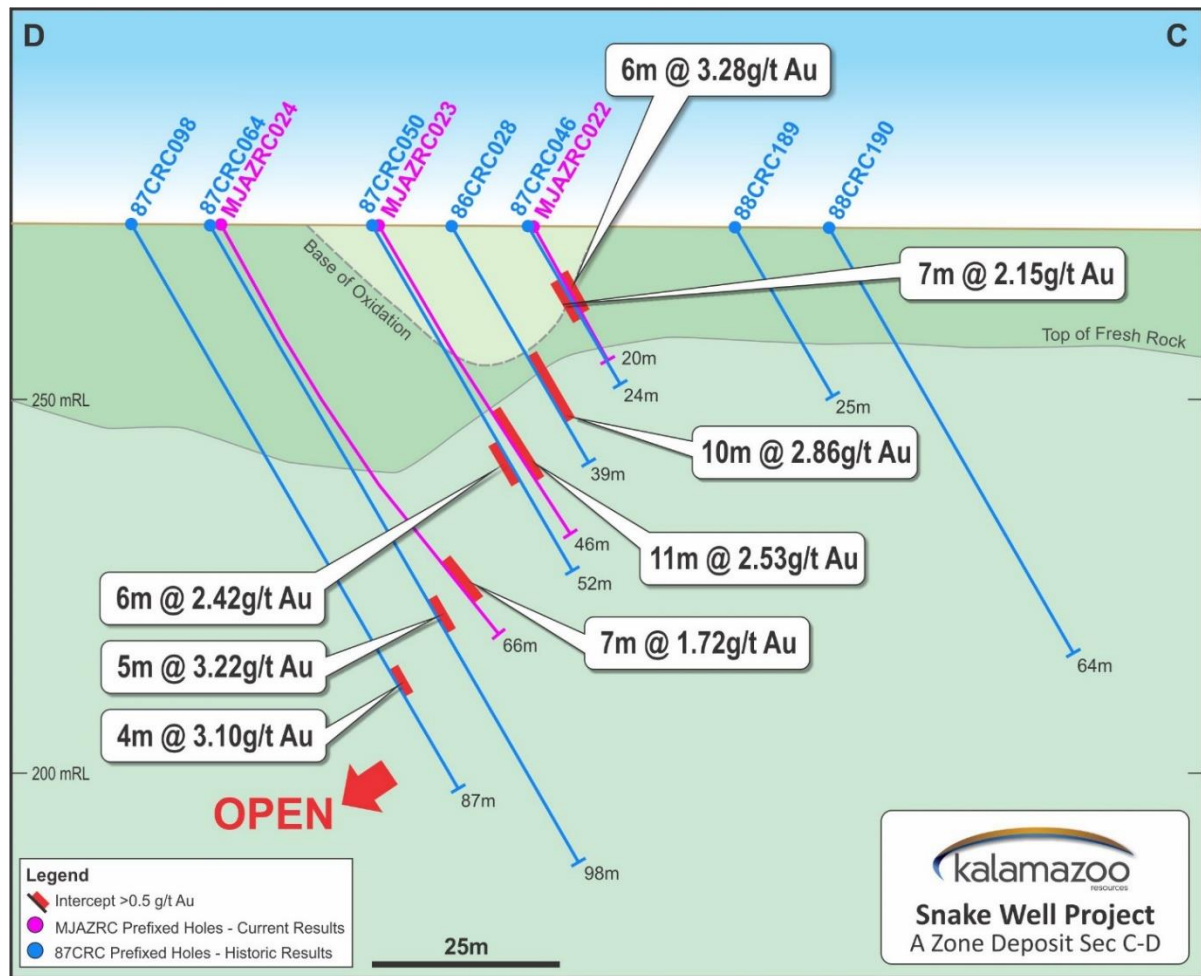 D
C
6m @ 3.28g/t Au
87CRC098
87CRC064
MJAZRC024
87CRC050
MJAZRC023
86CRC028
87CRC046
MJAZRC022
88CRC189
88CRC190
7m @ 2.15g/t Au
Base of Oxidation
Top of Fresh Rock
20m
24m
25m
250 mRL
10m @ 2.86g/t Au
39m
46m
11m @ 2.53g/t Au
52m
6m @ 2.42g/t Au
66m
7m @ 1.72g/t Au
5m @ 3.22g/t Au
64m
4m @ 3.10g/t Au
200 mRL
87m
OPEN
98m
Legend
Intercept >0.5 g/t Au
MJAZRC Prefixed Holes - Current Results
87CRC Prefixed Holes - Historic Results
25m
kalamazoo
resources
Snake Well Project
A Zone Deposit Sec C-D